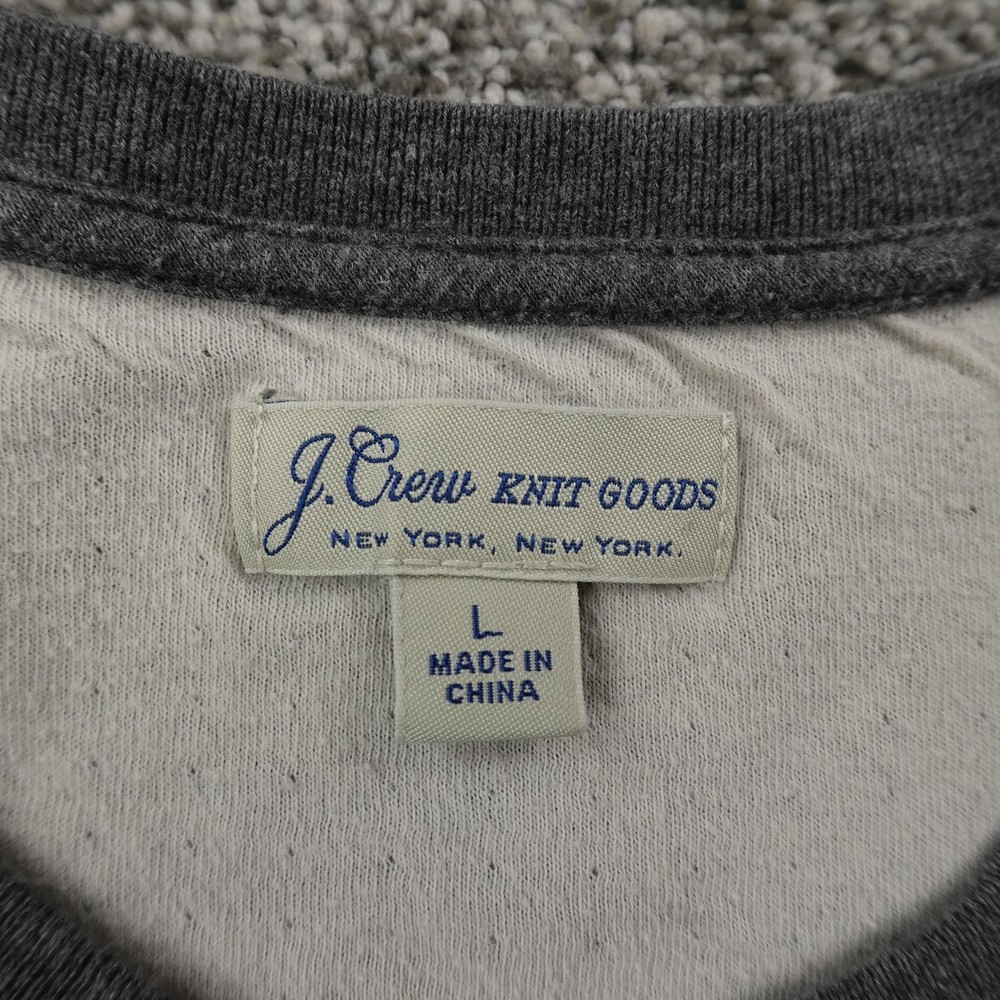 J. Crew KNIT GOODS
NEW YORK, NEW YORK.
L
MADE IN
CHINA